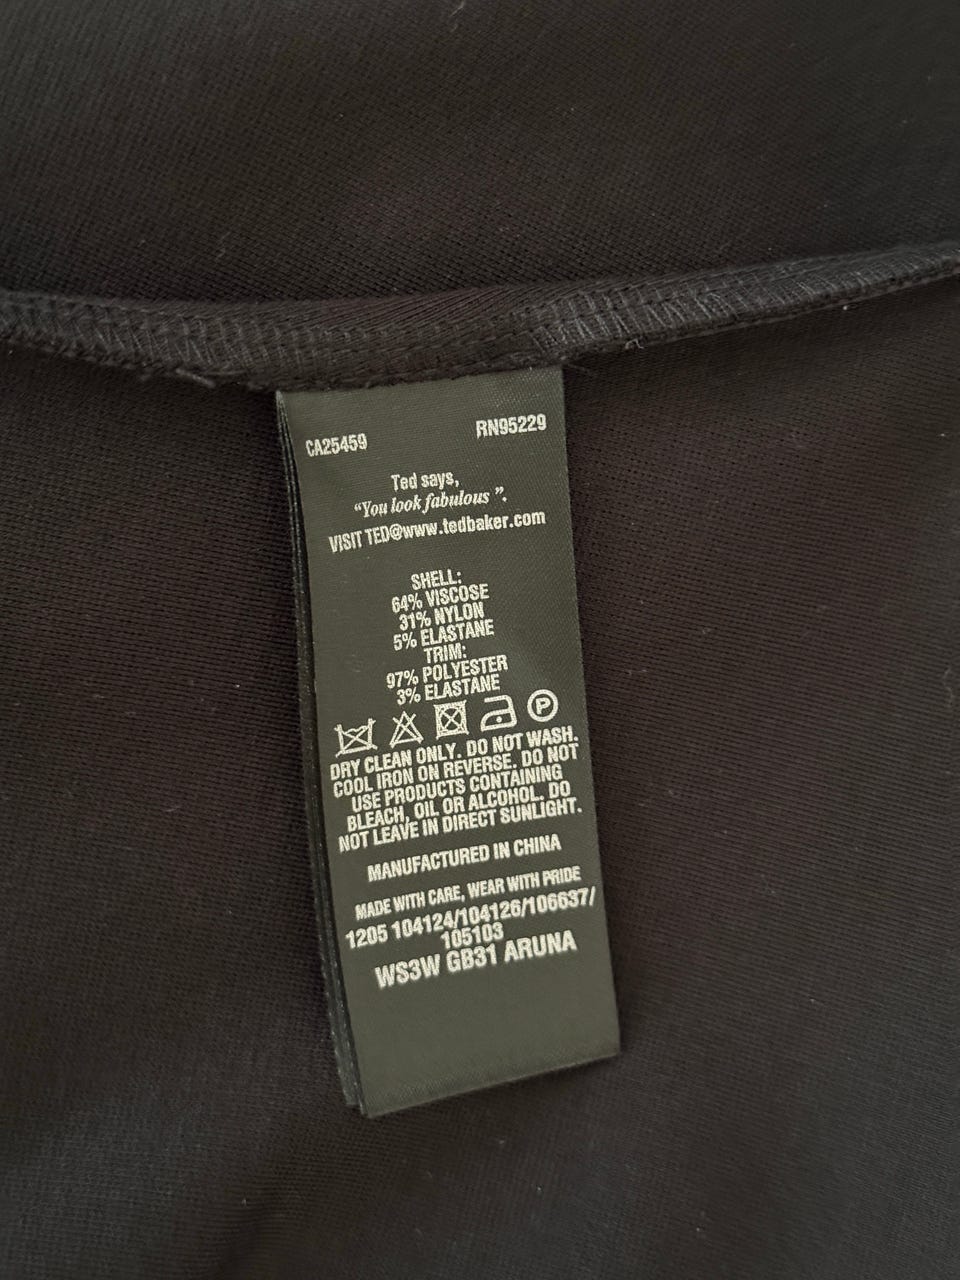 CA25459 RN95229
Ted says,
“You look fabulous ”.
VISIT TED@www.tedbaker.com
SHELL:
64% VISCOSE
31% NYLON
5% ELASTANE
TRIM:
97% POLYESTER
3% ELASTANE
P
DRY CLEAN ONLY. DO NOT WASH.
COOL IRON ON REVERSE. DO NOT
USE PRODUCTS CONTAINING
BLEACH, OIL OR ALCOHOL. DO
NOT LEAVE IN DIRECT SUNLIGHT.
MANUFACTURED IN CHINA
MADE WITH CARE, WEAR WITH PRIDE
1205 104124/104126/106637/
105103
WS3W GB31 ARUNA